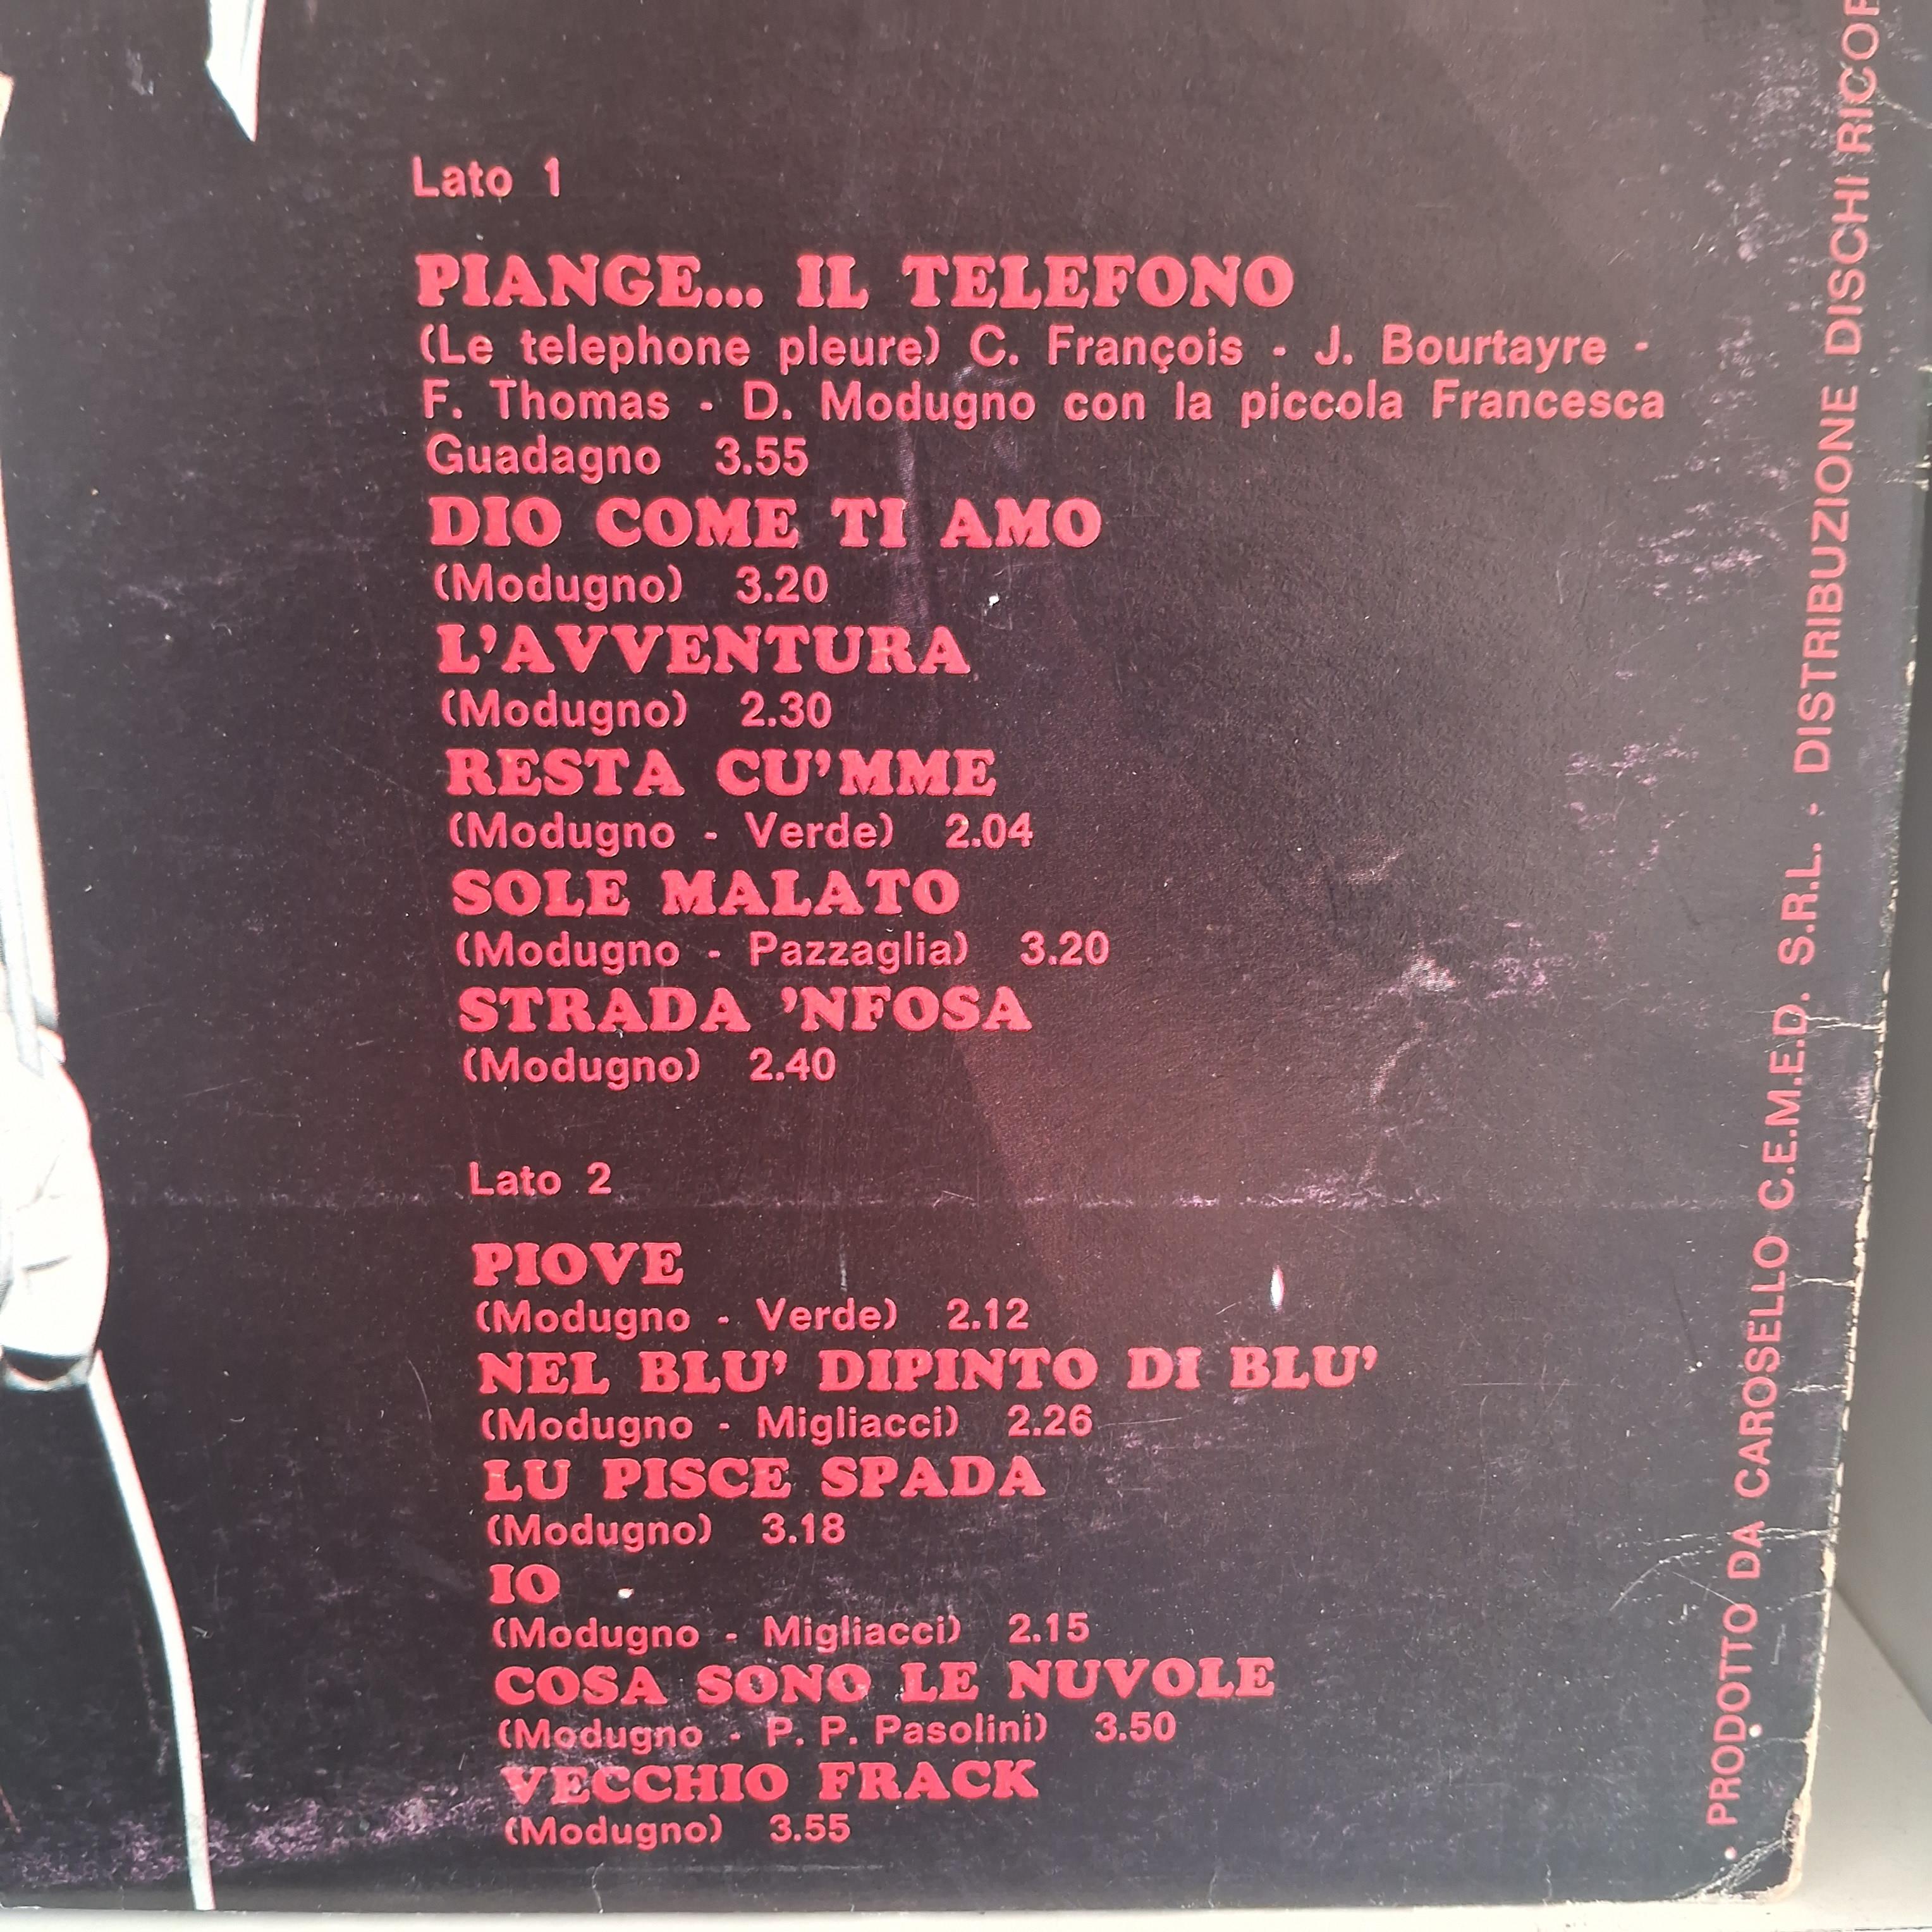 Lato 1
PIANGE... IL TELEFONO
(Le telephone pleure) C. François - J. Bourtayre -
F. Thomas - D. Modugno con la piccola Francesca
Guadagno 3.55
DIO COME TI AMO
(Modugno) 3.20
L'AVVENTURA
(Modugno) 2.30
RESTA CU'MME
(Modugno - Verde) 2.04
SOLE MALATO
(Modugno - Pazzaglia) 3.20
STRADA 'NFOSA
(Modugno) 2.40
Lato 2
PIOVE
(Modugno - Verde) 2.12
NEL BLU' DIPINTO DI BLU'
(Modugno - Migliacci) 2.26
LU PISCE SPADA
(Modugno) 3.18
IO
(Modugno - Migliacci) 2.15
COSA SONO LE NUVOLE
(Modugno - P. P. Pasolini) 3.50
VECCHIO FRACK
(Modugno) 3.55
• PRODOTTO DA CAROSELLO C.E.M.E.D. S.R.L. - DISTRIBUZIONE DISCHI